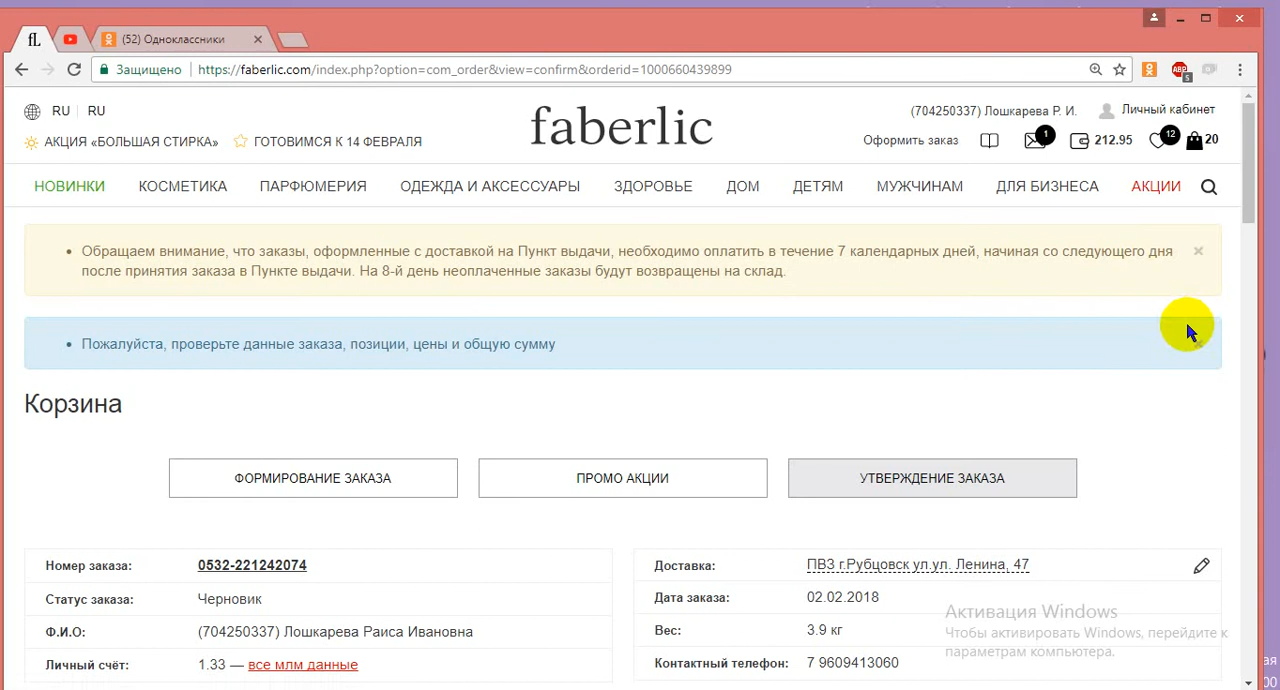 (52) Одноклассники
Защищено https://faberlic.com/index.php?option=com_order&view=confirm&orderid=1000660439899
ABP 5
RU RU
АКЦИЯ «БОЛЬШАЯ СТИРКА» ГОТОВИМСЯ К 14 ФЕВРАЛЯ
faberlic
(704250337) Лошкарева Р. И. Личный кабинет
Оформить заказ 1 212.95 12 20
НОВИНКИ КОСМЕТИКА ПАРФЮМЕРИЯ ОДЕЖДА И АКСЕССУАРЫ ЗДОРОВЬЕ ДОМ ДЕТЯМ МУЖЧИНАМ ДЛЯ БИЗНЕСА АКЦИИ
• Обращаем внимание, что заказы, оформленные с доставкой на Пункт выдачи, необходимо оплатить в течение 7 календарных дней, начиная со следующего дня
после принятия заказа в Пункте выдачи. На 8-й день неоплаченные заказы будут возвращены на склад.
• Пожалуйста, проверьте данные заказа, позиции, цены и общую сумму
Корзина
ФОРМИРОВАНИЕ ЗАКАЗА ПРОМО АКЦИИ УТВЕРЖДЕНИЕ ЗАКАЗА
Номер заказа: 0532-221242074
Статус заказа: Черновик
Ф.И.О: (704250337) Лошкарева Раиса Ивановна
Личный счёт: 1.33 — все млм данные
Доставка: ПВЗ г.Рубцовск ул.ул. Ленина, 47
Дата заказа: 02.02.2018
Вес: 3.9 кг
Контактный телефон: 7 9609413060
Активация Windows
Чтобы активировать Windows, перейдите к
параметрам компьютера.